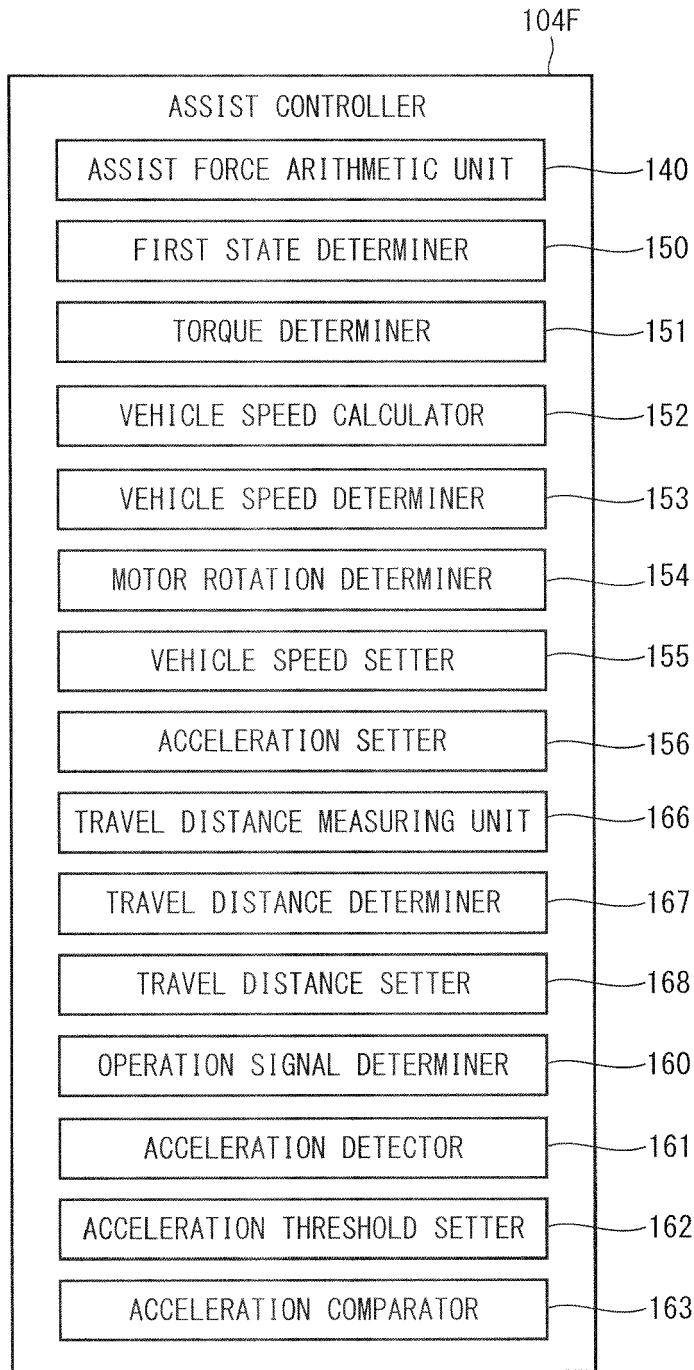 104F
ASSIST CONTROLLER
ASSIST FORCE ARITHMETIC UNIT 140
FIRST STATE DETERMINER 150
TORQUE DETERMINER 151
VEHICLE SPEED CALCULATOR 152
VEHICLE SPEED DETERMINER 153
MOTOR ROTATION DETERMINER 154
VEHICLE SPEED SETTER 155
ACCELERATION SETTER 156
TRAVEL DISTANCE MEASURING UNIT 166
TRAVEL DISTANCE DETERMINER 167
TRAVEL DISTANCE SETTER 168
OPERATION SIGNAL DETERMINER 160
ACCELERATION DETECTOR 161
ACCELERATION THRESHOLD SETTER 162
ACCELERATION COMPARATOR 163